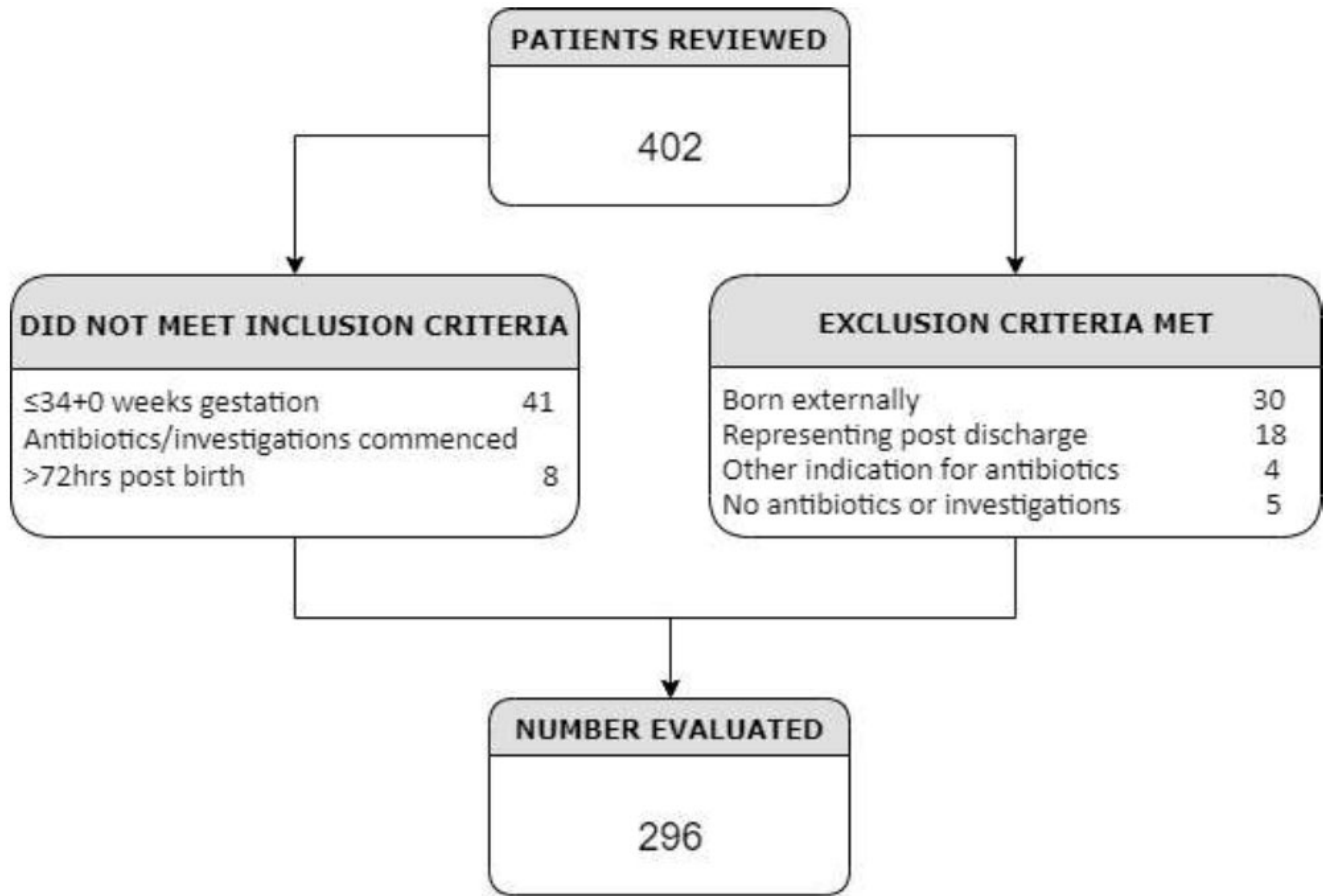 PATIENTS REVIEWED
402
DID NOT MEET INCLUSION CRITERIA
≤34+0 weeks gestation 41
Antibiotics/investigations commenced
>72hrs post birth 8
EXCLUSION CRITERIA MET
Born externally 30
Representing post discharge 18
Other indication for antibiotics 4
No antibiotics or investigations 5
NUMBER EVALUATED
296